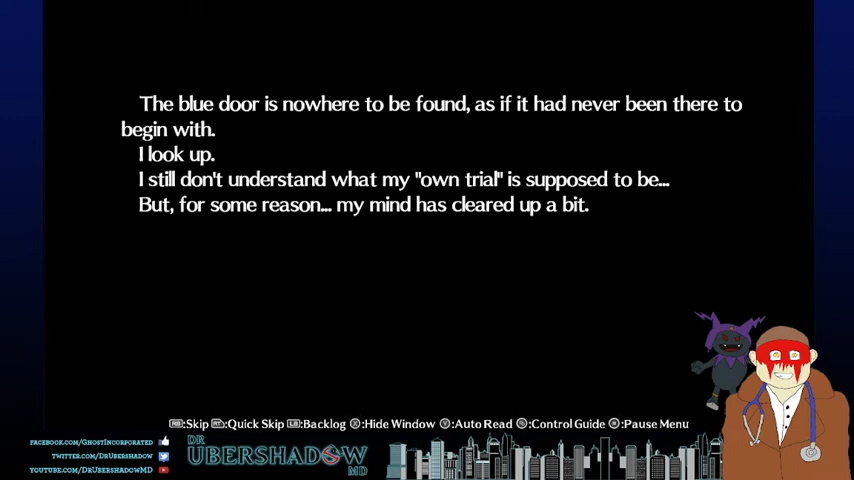 The blue door is nowhere to be found, as if it had never been there to
begin with.
I look up.
I still don't understand what my "own trial" is supposed to be...
But, for some reason... my mind has cleared up a bit.
RB:Skip RT:Quick Skip LB:Backlog X:Hide Window Y:Auto Read :Control Guide :Pause Menu
FACEBOOK.COM/GHOSTINCORPORATED
TWITTER.COM/DRUBERSHADOW
YOUTUBE.COM/DRUBERSHADOWMD
DR
UBERSHADOW
MD